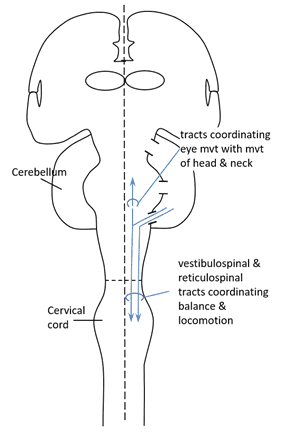 tracts coordinating
eye mvt with mvt
of head & neck
Cerebellum
vestibulospinal &
reticulospinal
tracts coordinating
balance &
locomotion
Cervical
cord